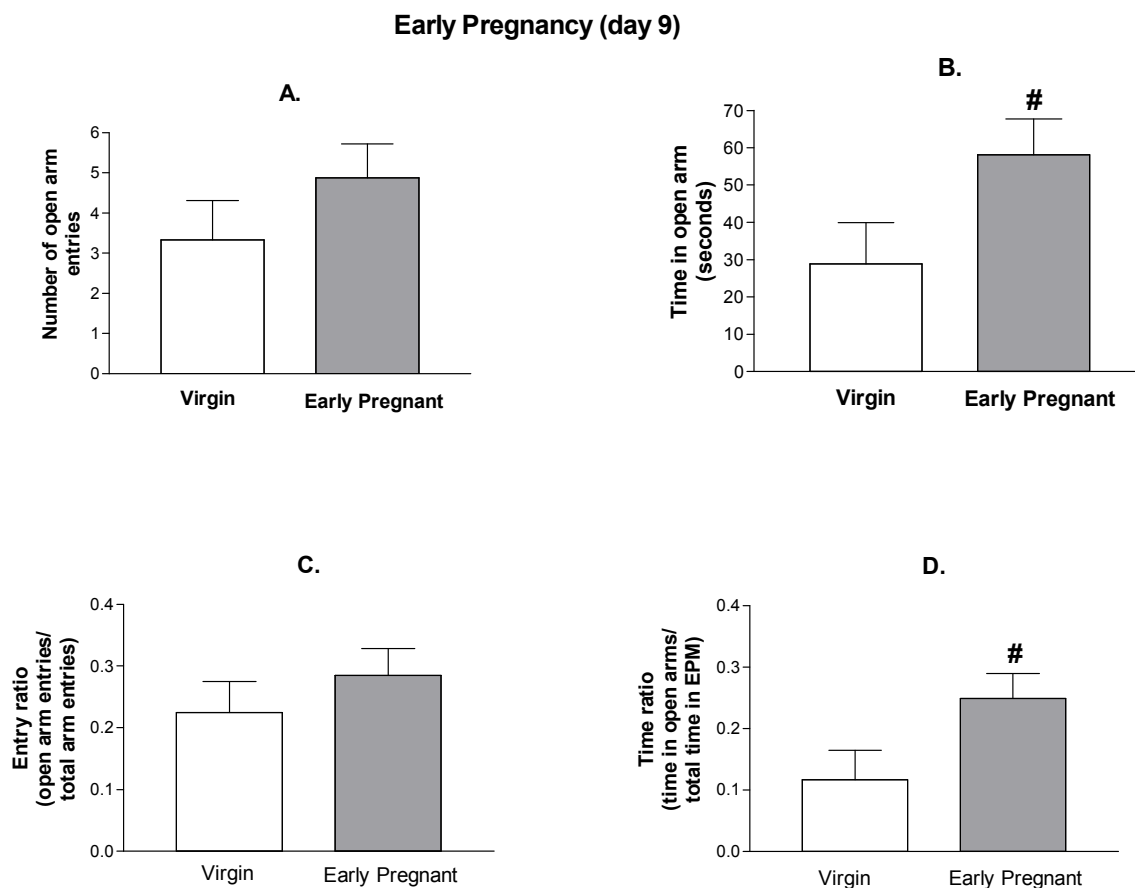 Early Pregnancy (day 9)
A.
Number of open arm
entries
6
5
4
3
2
1
0
Virgin
Early Pregnant
B.
#
Time in open arm
(seconds)
70
60
50
40
30
20
10
0
Virgin
Early Pregnant
C.
Entry ratio
(open arm entries/
total arm entries)
0.4
0.3
0.2
0.1
0.0
Virgin
Early Pregnant
D.
#
Time ratio
(time in open arms/
total time in EPM)
0.4
0.3
0.2
0.1
0.0
Virgin
Early Pregnant